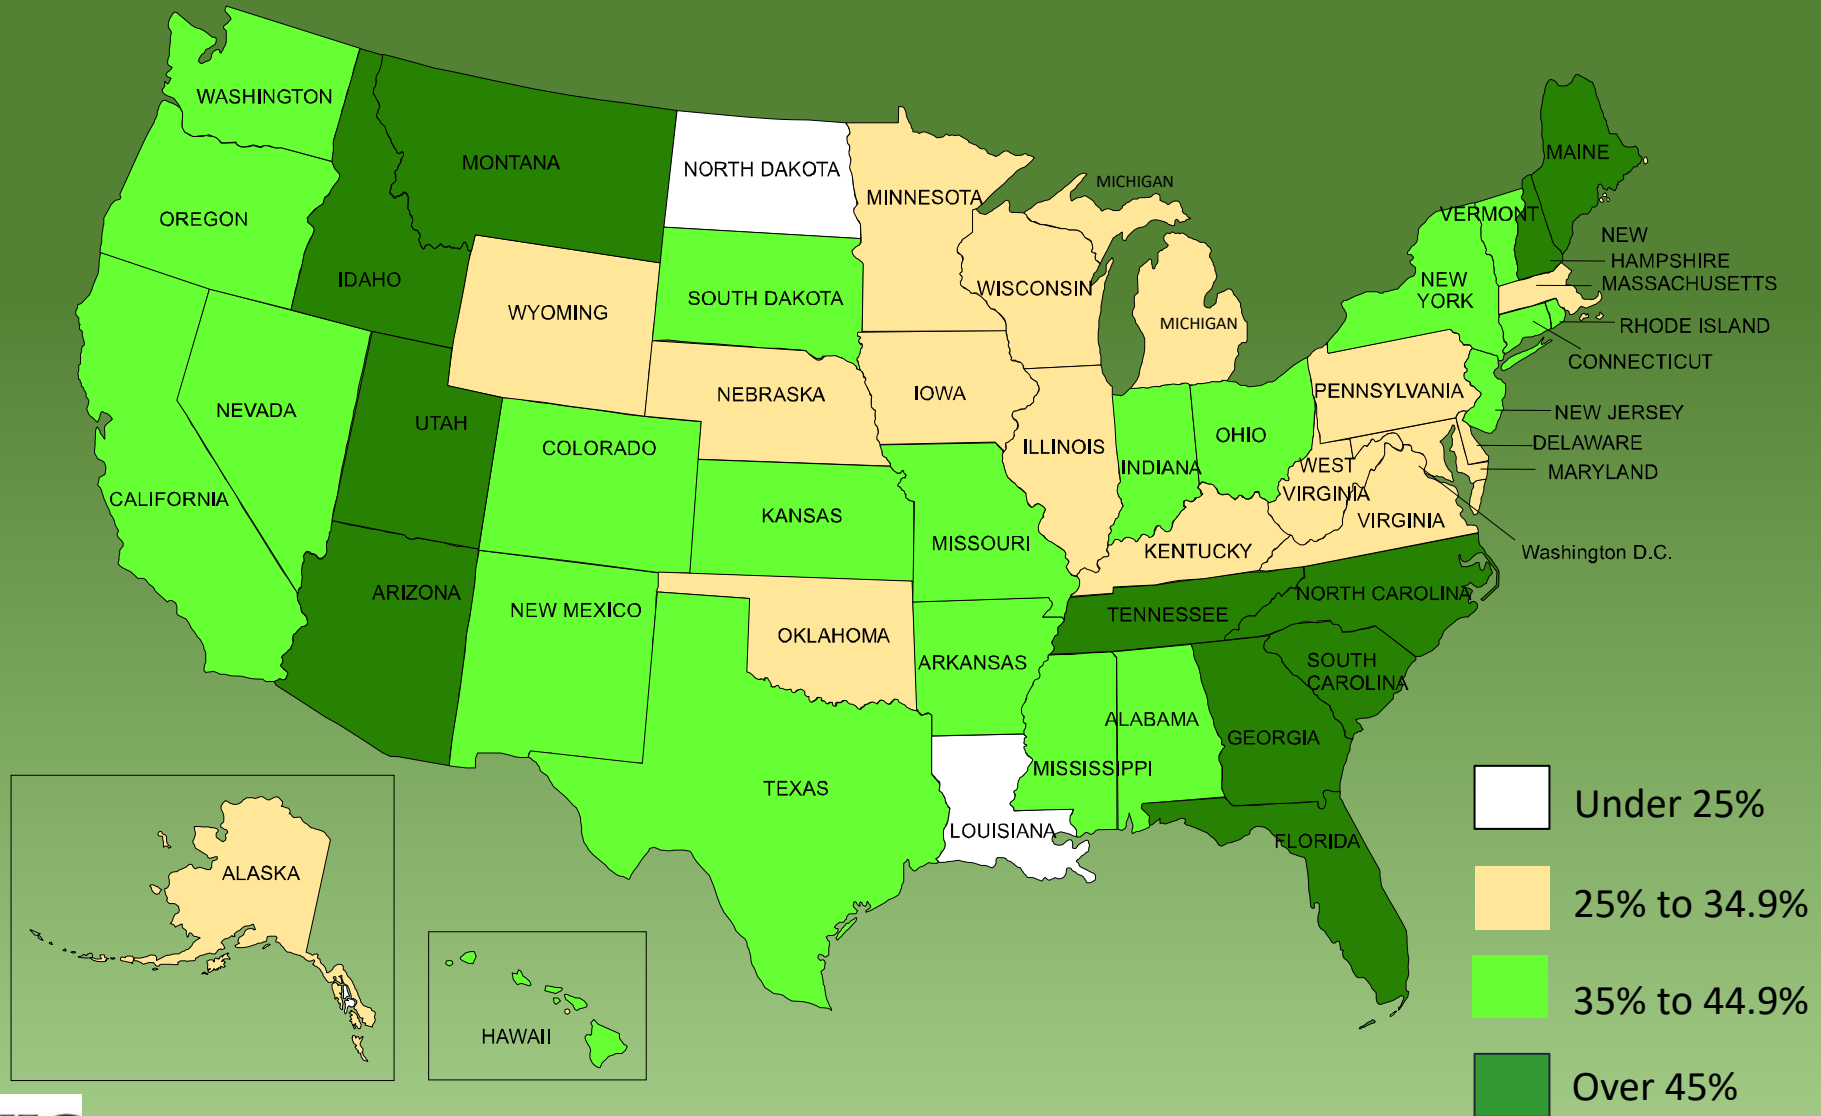 WASHINGTON
MONTANA
NORTH DAKOTA
MINNESOTA
MICHIGAN
MAINE
OREGON
IDAHO
WYOMING
SOUTH DAKOTA
WISCONSIN
MICHIGAN
VERMONT
NEW
HAMPSHIRE
MASSACHUSETTS
NEW
YORK
RHODE ISLAND
CONNECTICUT
NEVADA
UTAH
COLORADO
NEBRASKA
IOWA
ILLINOIS
INDIANA
OHIO
PENNSYLVANIA
NEW JERSEY
DELAWARE
MARYLAND
WEST
VIRGINIA
VIRGINIA
Washington D.C.
CALIFORNIA
KANSAS
MISSOURI
KENTUCKY
ARIZONA
NEW MEXICO
OKLAHOMA
ARKANSAS
TENNESSEE
NORTH CAROLINA
SOUTH
CAROLINA
TEXAS
LOUISIANA
MISSISSIPPI
ALABAMA
GEORGIA
FLORIDA
ALASKA
HAWAII
Under 25%
25% to 34.9%
35% to 44.9%
Over 45%